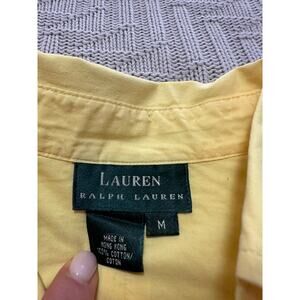 LAUREN
RALPH LAUREN
M
MADE IN
HONG KONG
100% COTTON/
COTON